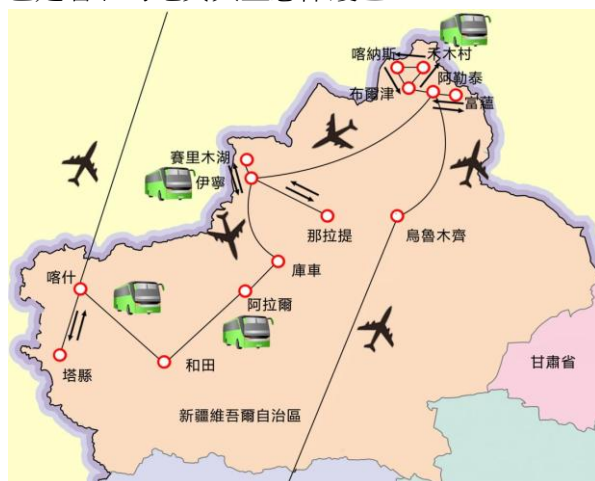 喀納斯
禾木村
阿勒泰
布爾津
富蘊
賽里木湖
伊寧
那拉提
烏魯木齊
庫車
喀什
阿拉爾
塔縣
和田
甘肅省
新疆維吾爾自治區